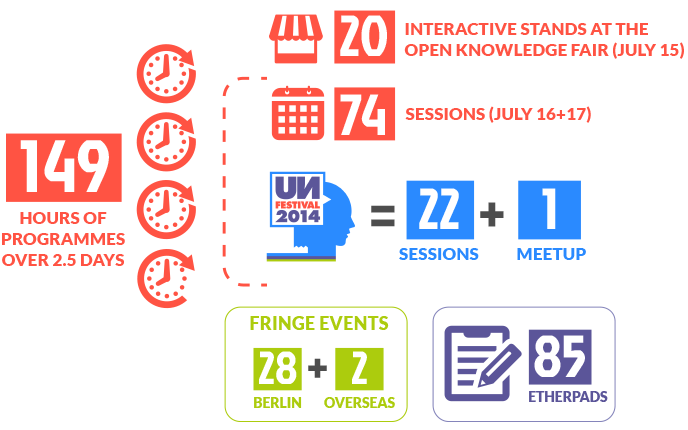 149
HOURS OF
PROGRAMMES
OVER 2.5 DAYS
20
INTERACTIVE STANDS AT THE
OPEN KNOWLEDGE FAIR (JULY 15)
74
SESSIONS (JULY 16+17)
UN
FESTIVAL
2014
=
22
SESSIONS
+
1
MEETUP
FRINGE EVENTS
28 + 2
BERLIN OVERSEAS
85
ETHERPADS